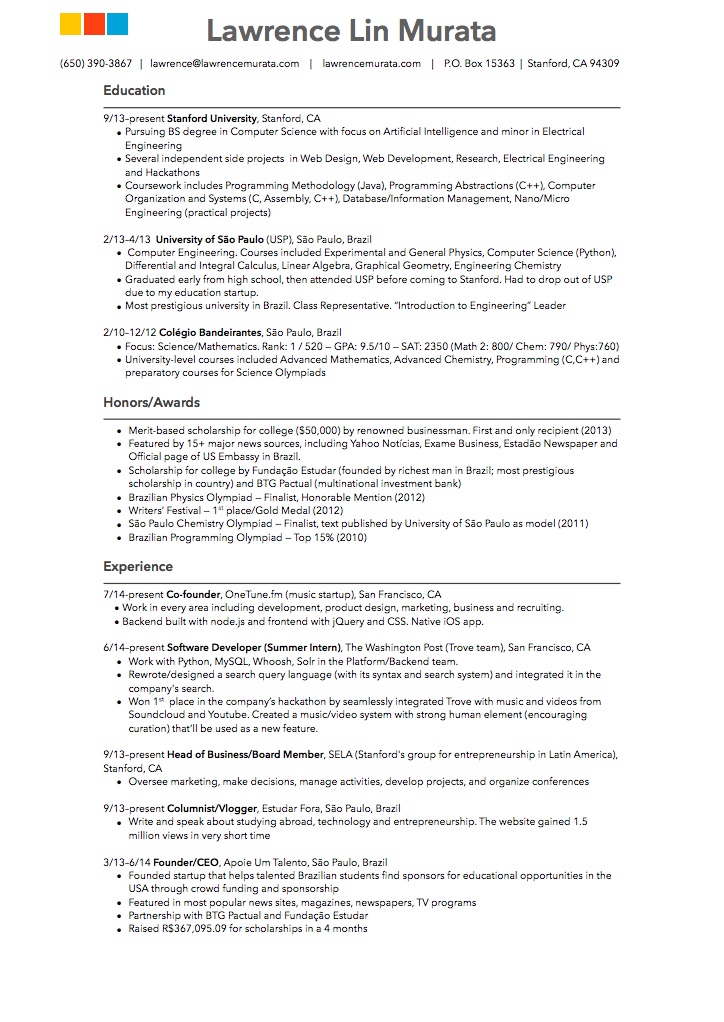 Lawrence Lin Murata
(650) 390-3867 | lawrence@lawrencemurata.com | lawrencemurata.com | P.O. Box 15363 | Stanford, CA 94309
Education
9/13–present Stanford University, Stanford, CA
• Pursuing BS degree in Computer Science with focus on Artificial Intelligence and minor in Electrical
Engineering
• Several independent side projects in Web Design, Web Development, Research, Electrical Engineering
and Hackathons
• Coursework includes Programming Methodology (Java), Programming Abstractions (C++), Computer
Organization and Systems (C, Assembly, C++), Database/Information Management, Nano/Micro
Engineering (practical projects)
2/13–4/13 University of São Paulo (USP), São Paulo, Brazil
• Computer Engineering. Courses included Experimental and General Physics, Computer Science (Python),
Differential and Integral Calculus, Linear Algebra, Graphical Geometry, Engineering Chemistry
• Graduated early from high school, then attended USP before coming to Stanford. Had to drop out of USP
due to my education startup.
• Most prestigious university in Brazil. Class Representative. “Introduction to Engineering” Leader
2/10–12/12 Colégio Bandeirantes, São Paulo, Brazil
• Focus: Science/Mathematics. Rank: 1 / 520 – GPA: 9.5/10 – SAT: 2350 (Math 2: 800/ Chem: 790/ Phys:760)
• University-level courses included Advanced Mathematics, Advanced Chemistry, Programming (C,C++) and
preparatory courses for Science Olympiads
Honors/Awards
• Merit-based scholarship for college ($50,000) by renowned businessman. First and only recipient (2013)
• Featured by 15+ major news sources, including Yahoo Notícias, Exame Business, Estadão Newspaper and
Official page of US Embassy in Brazil.
• Scholarship for college by Fundação Estudar (founded by richest man in Brazil; most prestigious
scholarship in country) and BTG Pactual (multinational investment bank)
• Brazilian Physics Olympiad – Finalist, Honorable Mention (2012)
• Writers’ Festival – 1st place/Gold Medal (2012)
• São Paulo Chemistry Olympiad – Finalist, text published by University of São Paulo as model (2011)
• Brazilian Programming Olympiad – Top 15% (2010)
Experience
7/14-present Co-founder, OneTune.fm (music startup), San Francisco, CA
• Work in every area including development, product design, marketing, business and recruiting.
• Backend built with node.js and frontend with jQuery and CSS. Native iOS app.
6/14–present Software Developer (Summer Intern), The Washington Post (Trove team), San Francisco, CA
• Work with Python, MySQL, Whoosh, Solr in the Platform/Backend team.
• Rewrote/designed a search query language (with its syntax and search system) and integrated it in the
company's search.
• Won 1st place in the company’s hackathon by seamlessly integrated Trove with music and videos from
Soundcloud and Youtube. Created a music/video system with strong human element (encouraging
curation) that’ll be used as a new feature.
9/13–present Head of Business/Board Member, SELA (Stanford's group for entrepreneurship in Latin America),
Stanford, CA
• Oversee marketing, make decisions, manage activities, develop projects, and organize conferences
9/13–present Columnist/Vlogger, Estudar Fora, São Paulo, Brazil
• Write and speak about studying abroad, technology and entrepreneurship. The website gained 1.5
million views in very short time
3/13–6/14 Founder/CEO, Apoie Um Talento, São Paulo, Brazil
• Founded startup that helps talented Brazilian students find sponsors for educational opportunities in the
USA through crowd funding and sponsorship
• Featured in most popular news sites, magazines, newspapers, TV programs
• Partnership with BTG Pactual and Fundação Estudar
• Raised R$367,095.09 for scholarships in a 4 months